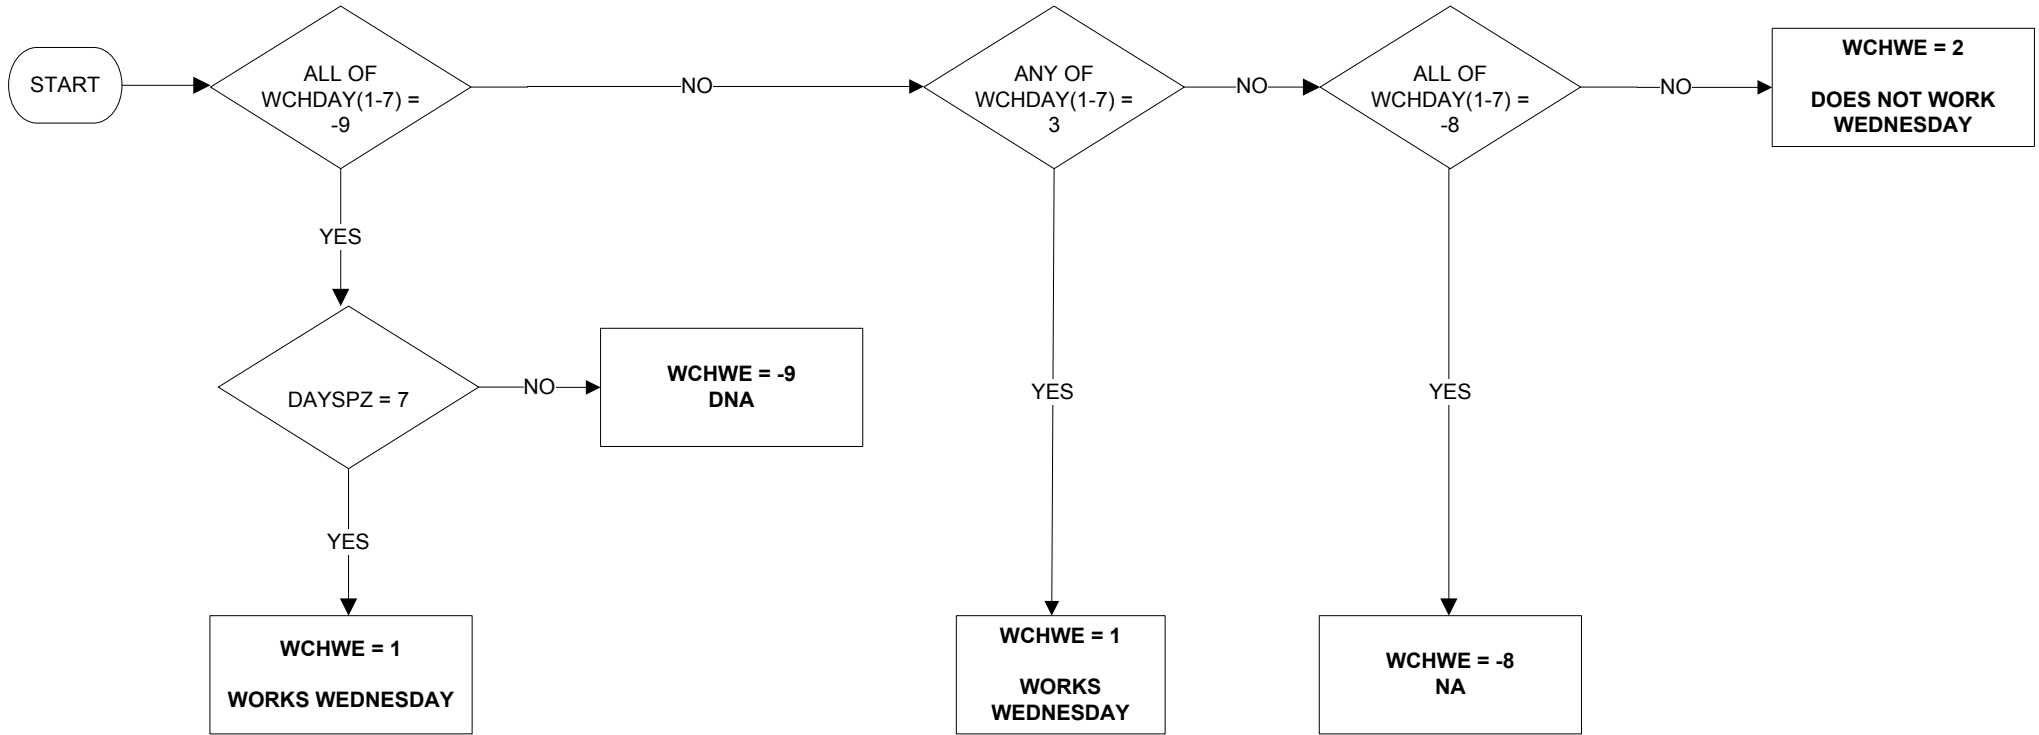 START
ALL OF
WCHDAY(1-7) =
-9
NO
ANY OF
WCHDAY(1-7) =
3
NO
ALL OF
WCHDAY(1-7) =
-8
NO
WCHWE = 2
DOES NOT WORK
WEDNESDAY
YES
DAYSPZ = 7
NO
WCHWE = -9
DNA
YES
YES
YES
WCHWE = 1
WORKS WEDNESDAY
WCHWE = 1
WORKS
WEDNESDAY
WCHWE = -8
NA